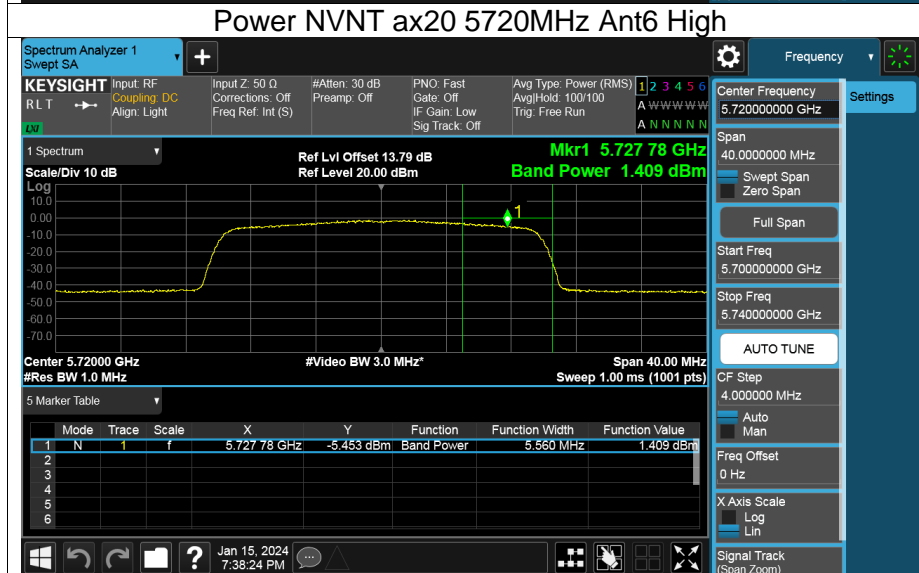 Power NVNT ax20 5720MHz Ant6 High
Spectrum Analyzer 1
Swept SA
+
Frequency
KEYSIGHT
R L T
LXI
Input: RF
Coupling: DC
Align: Light
Input Z: 50 Ω
Corrections: Off
Freq Ref: Int (S)
#Atten: 30 dB
Preamp: Off
PNO: Fast
Gate: Off
IF Gain: Low
Sig Track: Off
Avg Type: Power (RMS)
Avg|Hold: 100/100
Trig: Free Run
1 2 3 4 5 6
A W W W W W
A N N N N N
Center Frequency
5.720000000 GHz
Settings
1 Spectrum
Scale/Div 10 dB
Ref Lvl Offset 13.79 dB
Ref Level 20.00 dBm
Mkr1 5.727 78 GHz
Band Power 1.409 dBm
Span
40.0000000 MHz
Swept Span
Zero Span
Full Span
Log
10.0
0.00
-10.0
-20.0
-30.0
-40.0
-50.0
-60.0
-70.0
1
Start Freq
5.700000000 GHz
Stop Freq
5.740000000 GHz
AUTO TUNE
Center 5.72000 GHz
#Res BW 1.0 MHz
#Video BW 3.0 MHz*
Span 40.00 MHz
Sweep 1.00 ms (1001 pts)
CF Step
4.000000 MHz
Auto
Man
5 Marker Table
Mode Trace Scale X Y Function Function Width Function Value
1 N 1 f 5.727 78 GHz -5.453 dBm Band Power 5.560 MHz 1.409 dBm
2
3
4
5
6
Freq Offset
0 Hz
X Axis Scale
Log
Lin
Signal Track
(Span Zoom)
?
Jan 15, 2024
7:38:24 PM